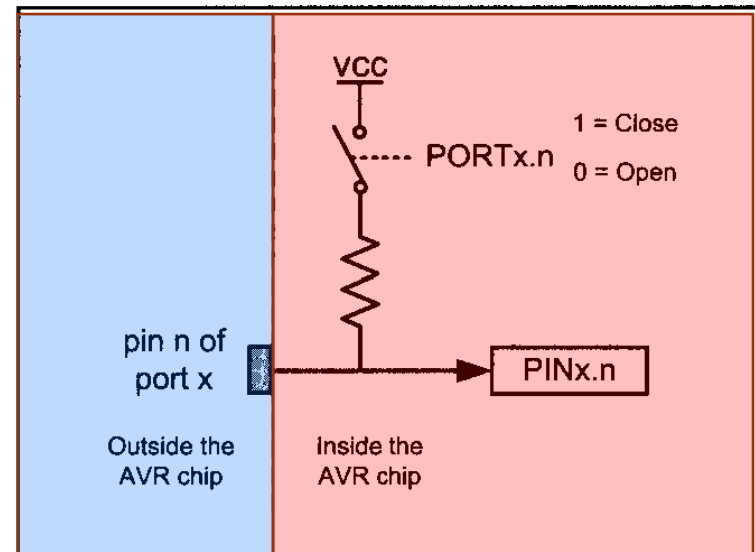 VCC
1 = Close
PORTx.n
0 = Open
pin n of
port x
PINx.n
Outside the
AVR chip
Inside the
AVR chip